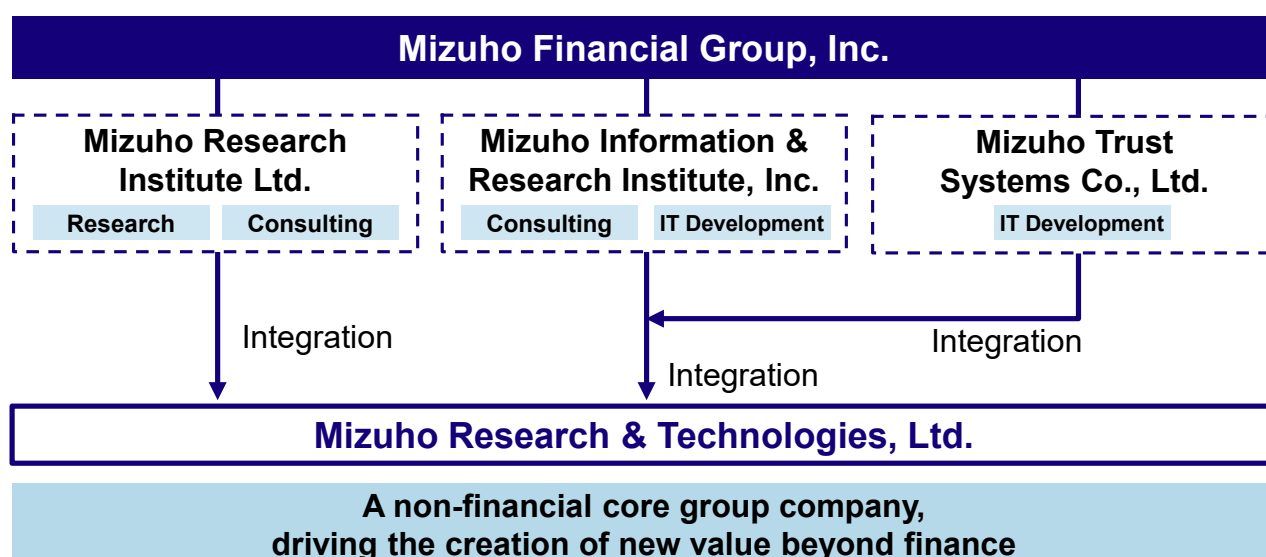 Mizuho Financial Group, Inc.
Mizuho Research
Institute Ltd.
Research
Consulting
Mizuho Information &
Research Institute, Inc.
Consulting
IT Development
Mizuho Trust
Systems Co., Ltd.
IT Development
Integration
Integration
Integration
Mizuho Research & Technologies, Ltd.
A non-financial core group company,
driving the creation of new value beyond finance